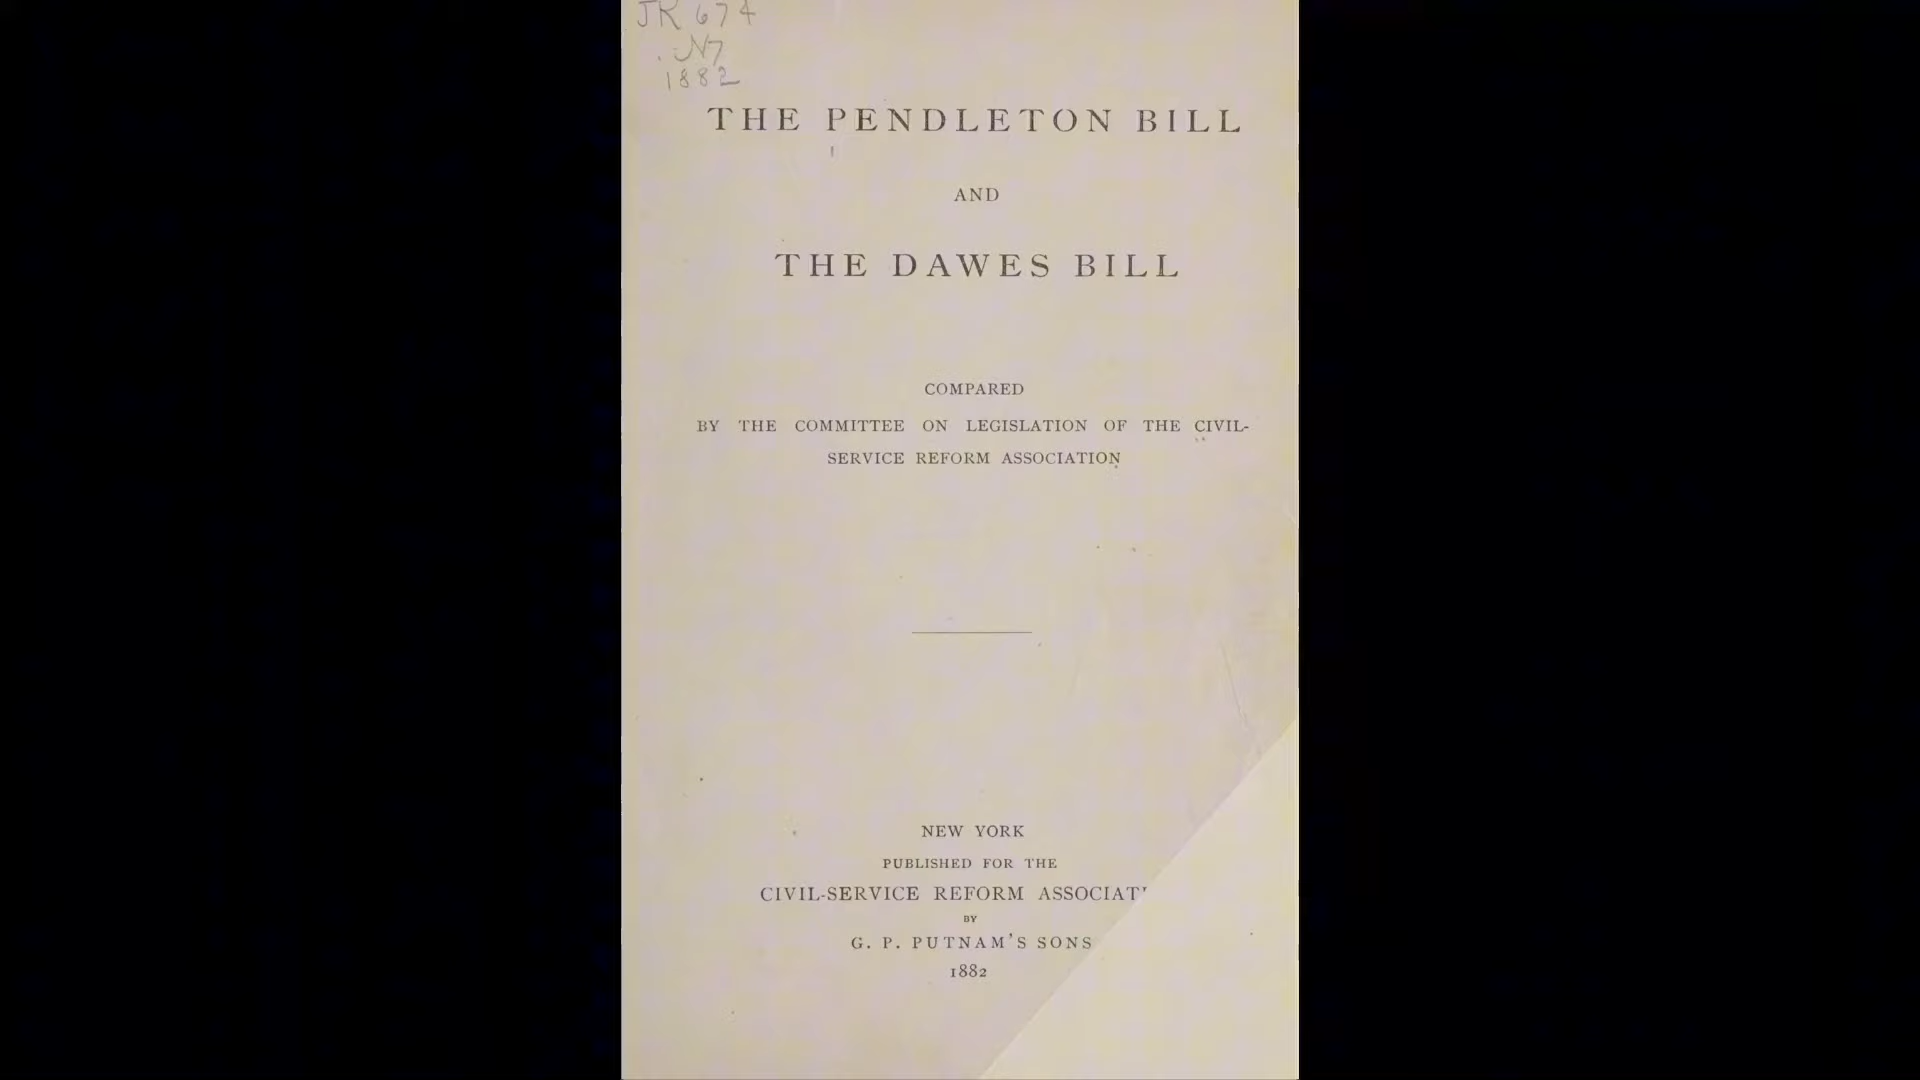 JK 674
.N7
1882
THE PENDLETON BILL
AND
THE DAWES BILL
COMPARED
BY THE COMMITTEE ON LEGISLATION OF THE CIVIL-
SERVICE REFORM ASSOCIATION
NEW YORK
PUBLISHED FOR THE
CIVIL-SERVICE REFORM
BY
G. P. PUTNAM'S SONS
1882